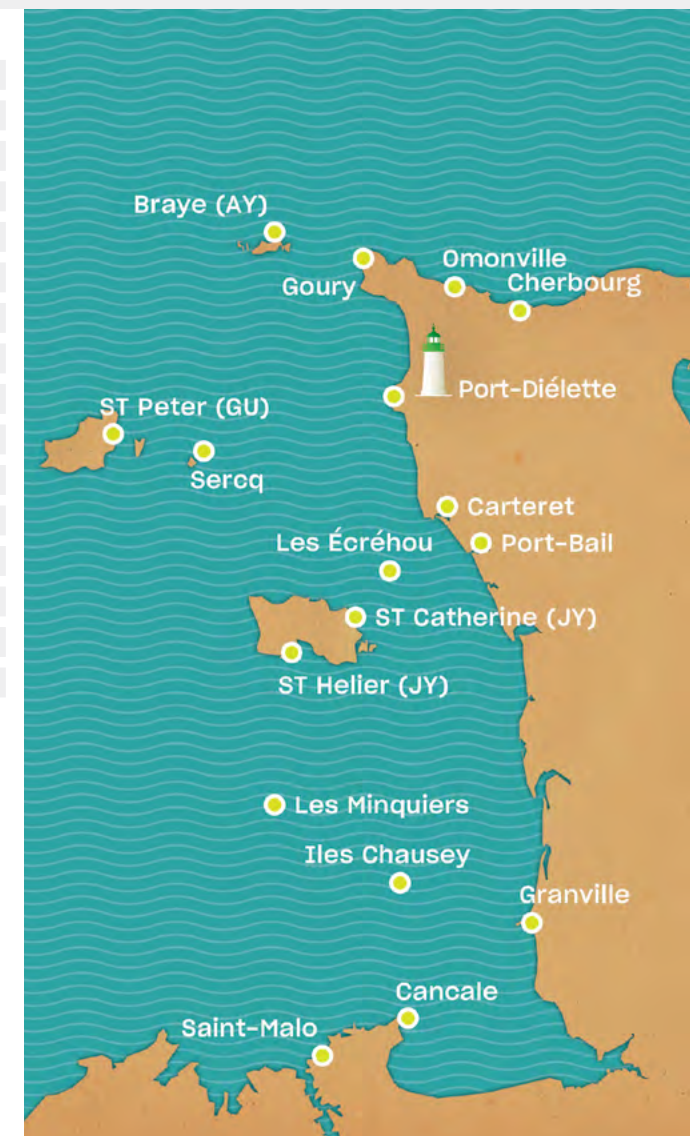 Braye (AY)
Omonville
Goury
Cherbourg
Port-Diélette
ST Peter (GU)
Sercq
Carteret
Les Écréhou
Port-Bail
ST Catherine (JY)
ST Helier (JY)
Les Minquiers
Iles Chausey
Granville
Cancale
Saint-Malo